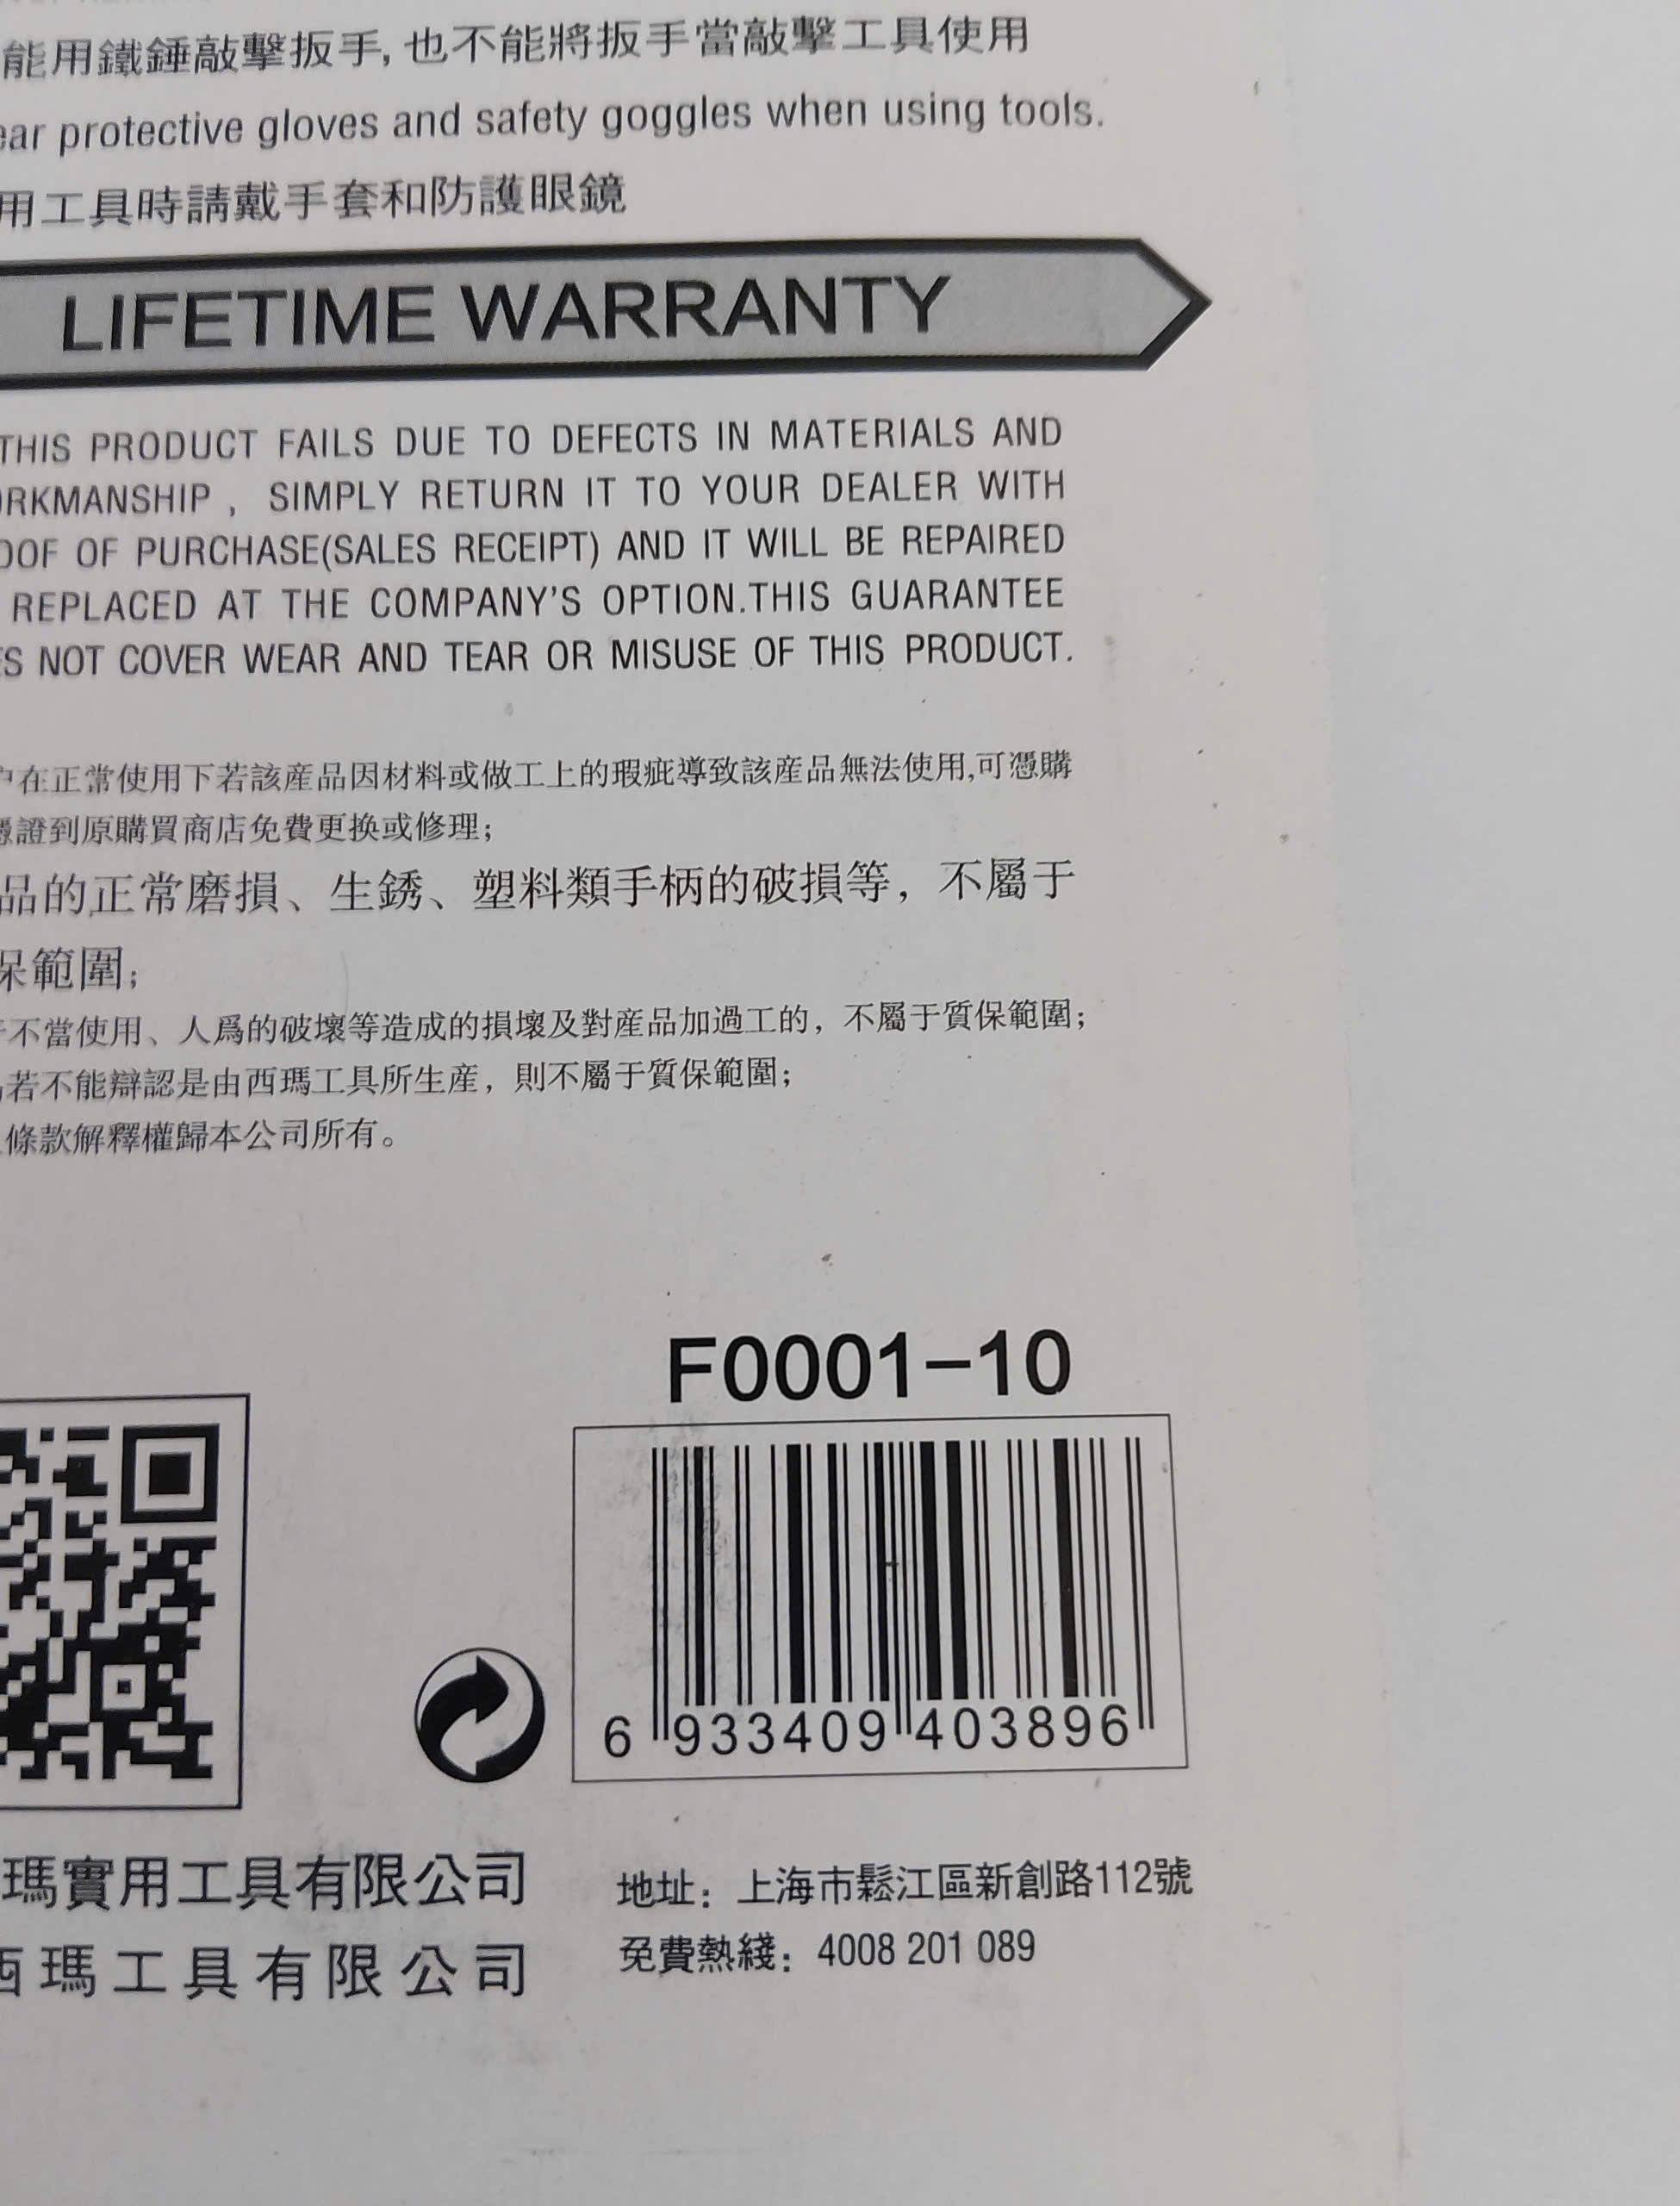 能用鐵錘敲擊扳手,也不能將扳手當敲擊工具使用
ear protective gloves and safety goggles when using tools.
用工具時請戴手套和防護眼鏡
LIFETIME WARRANTY
THIS PRODUCT FAILS DUE TO DEFECTS IN MATERIALS AND
ORKMANSHIP , SIMPLY RETURN IT TO YOUR DEALER WITH
OOF OF PURCHASE(SALES RECEIPT) AND IT WILL BE REPAIRED
REPLACED AT THE COMPANY'S OPTION.THIS GUARANTEE
ES NOT COVER WEAR AND TEAR OR MISUSE OF THIS PRODUCT.
户在正常使用下若該産品因材料或做工上的瑕疵導致該産品無法使用,可憑購
憑證到原購買商店免費更换或修理;
品的正常磨損、生銹、塑料類手柄的破損等，不屬于
保範圍;
不當使用、人爲的破壞等造成的損壞及對産品加過工的，不屬于質保範圍;
若不能辯認是由西瑪工具所生産，則不屬于質保範圍;
條款解釋權歸本公司所有。
F0001-10
6 933409 403896
瑪實用工具有限公司
西瑪工具有限公司
地址：上海市鬆江區新創路112號
免費熱綫：4008 201 089